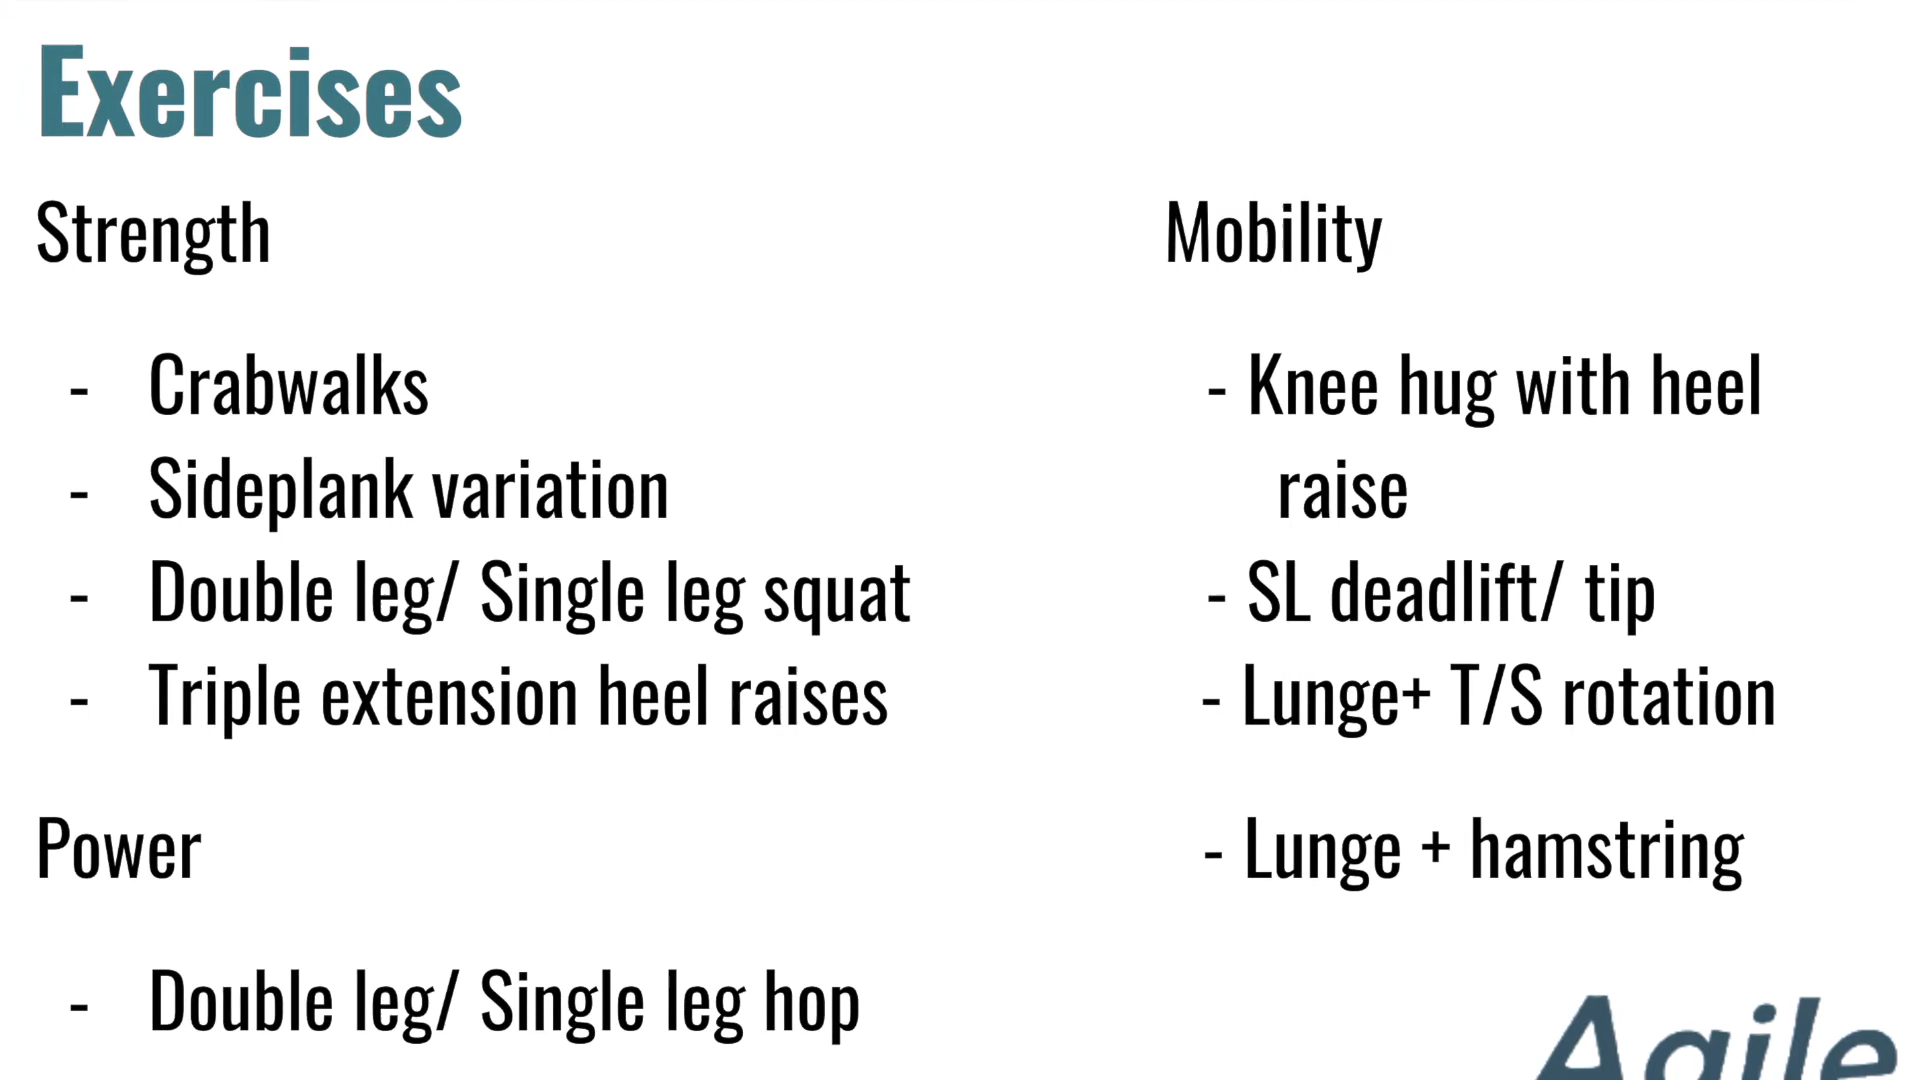 Exercises
Strength
- Crabwalks
- Sideplank variation
- Double leg/ Single leg squat
- Triple extension heel raises
Power
- Double leg/ Single leg hop
Mobility
- Knee hug with heel
raise
- SL deadlift/ tip
- Lunge+ T/S rotation
- Lunge + hamstring
Agile